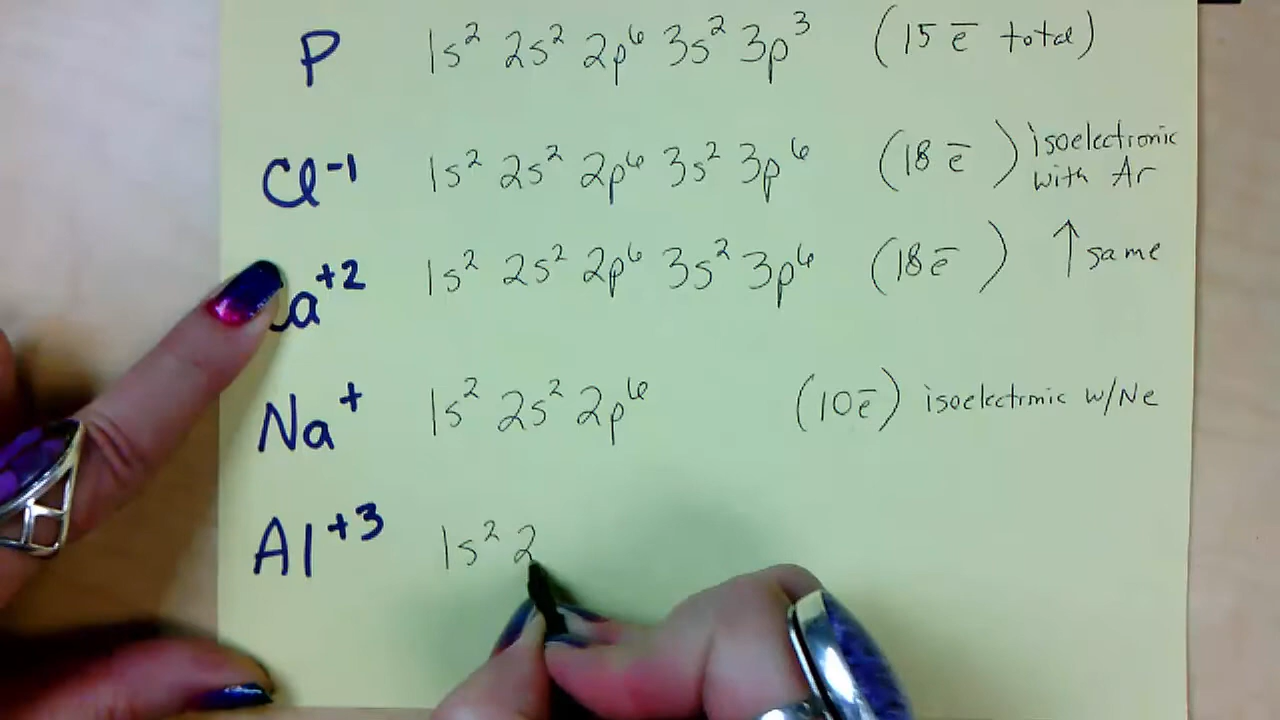 P 1s² 2s² 2p⁶ 3s² 3p³ (15 e̅ total)
Cl⁻¹ 1s² 2s² 2p⁶ 3s² 3p⁶ (18 e̅ ) isoelectronic with Ar
a⁺² 1s² 2s² 2p⁶ 3s² 3p⁶ (18 e̅ ) ↑ same
Na⁺ 1s² 2s² 2p⁶ (10 e̅) isoelectronic w/Ne
Al⁺³ 1s² 2